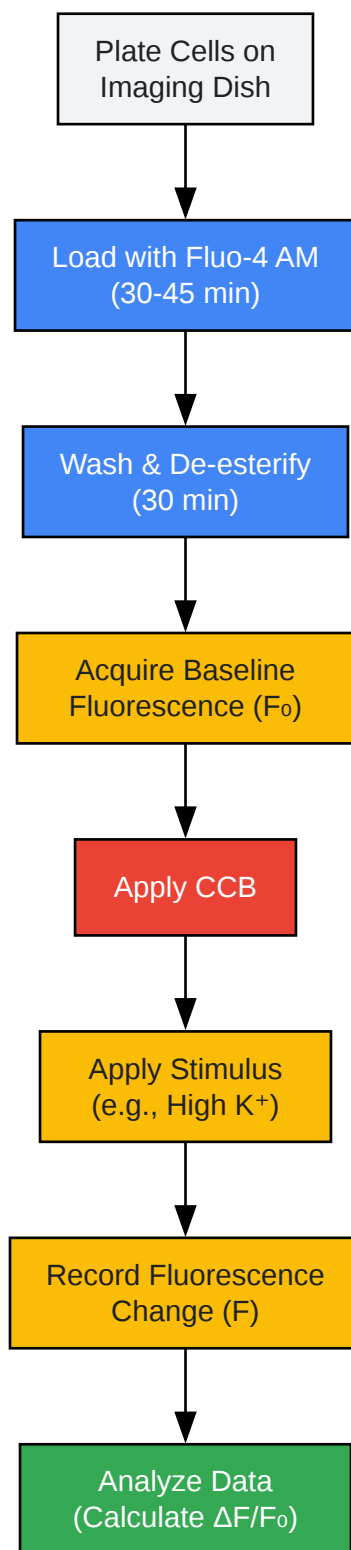 Plate Cells on
Imaging Dish
Load with Fluo-4 AM
(30-45 min)
Wash & De-esterify
(30 min)
Acquire Baseline
Fluorescence (F₀)
Apply CCB
Apply Stimulus
(e.g., High K⁺)
Record Fluorescence
Change (F)
Analyze Data
(Calculate ΔF/F₀)